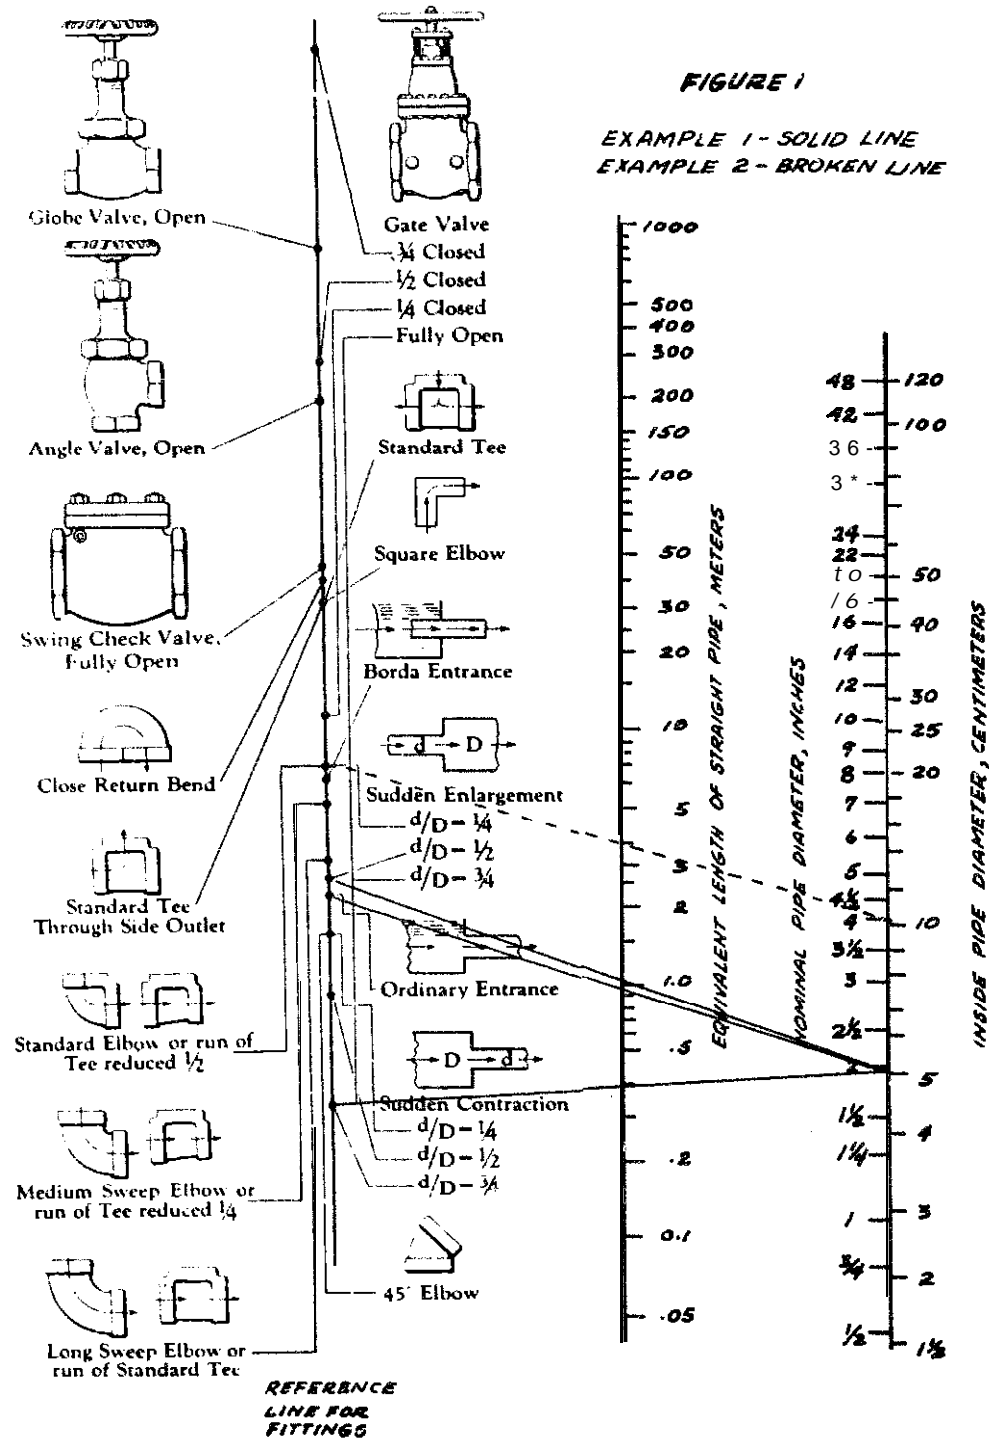 FIGURE 1
EXAMPLE 1 - SOLID LINE
EXAMPLE 2 - BROKEN LINE
Globe Valve, Open
Angle Valve, Open
Swing Check Valve,
Fully Open
Close Return Bend
Standard Tee
Through Side Outlet
Standard Elbow or run of
Tee reduced ½
Medium Sweep Elbow or
run of Tee reduced ¼
Long Sweep Elbow or
run of Standard Tee
REFERENCE
LINE FOR
FITTINGS
Gate Valve
¾ Closed
½ Closed
¼ Closed
Fully Open
Standard Tee
Square Elbow
Borda Entrance
d
D
Sudden Enlargement
d/D - ¼
d/D - ½
d/D - ¾
Ordinary Entrance
D
d
Sudden Contraction
d/D - ¼
d/D - ½
d/D - ¾
45° Elbow
1000
500
400
300
200
150
100
50
30
20
10
5
3
2
1.0
.5
.2
0.1
.05
EQUIVALENT LENGTH OF STRAIGHT PIPE, METERS
48
42
36
3*
24
22
to
16
16
14
12
10
9
8
7
6
5
4½
4
3½
3
2½
2
1½
1¼
1
¾
½
NOMINAL PIPE DIAMETER, INCHES
120
100
50
40
30
25
20
10
5
4
3
2
1½
INSIDE PIPE DIAMETER, CENTIMETERS